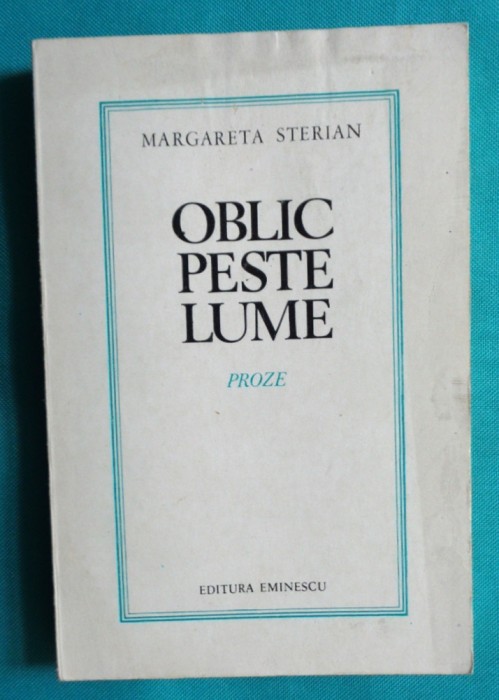 MARGARETA STERIAN
OBLIC
PESTE
LUME
PROZE
EDITURA EMINESCU